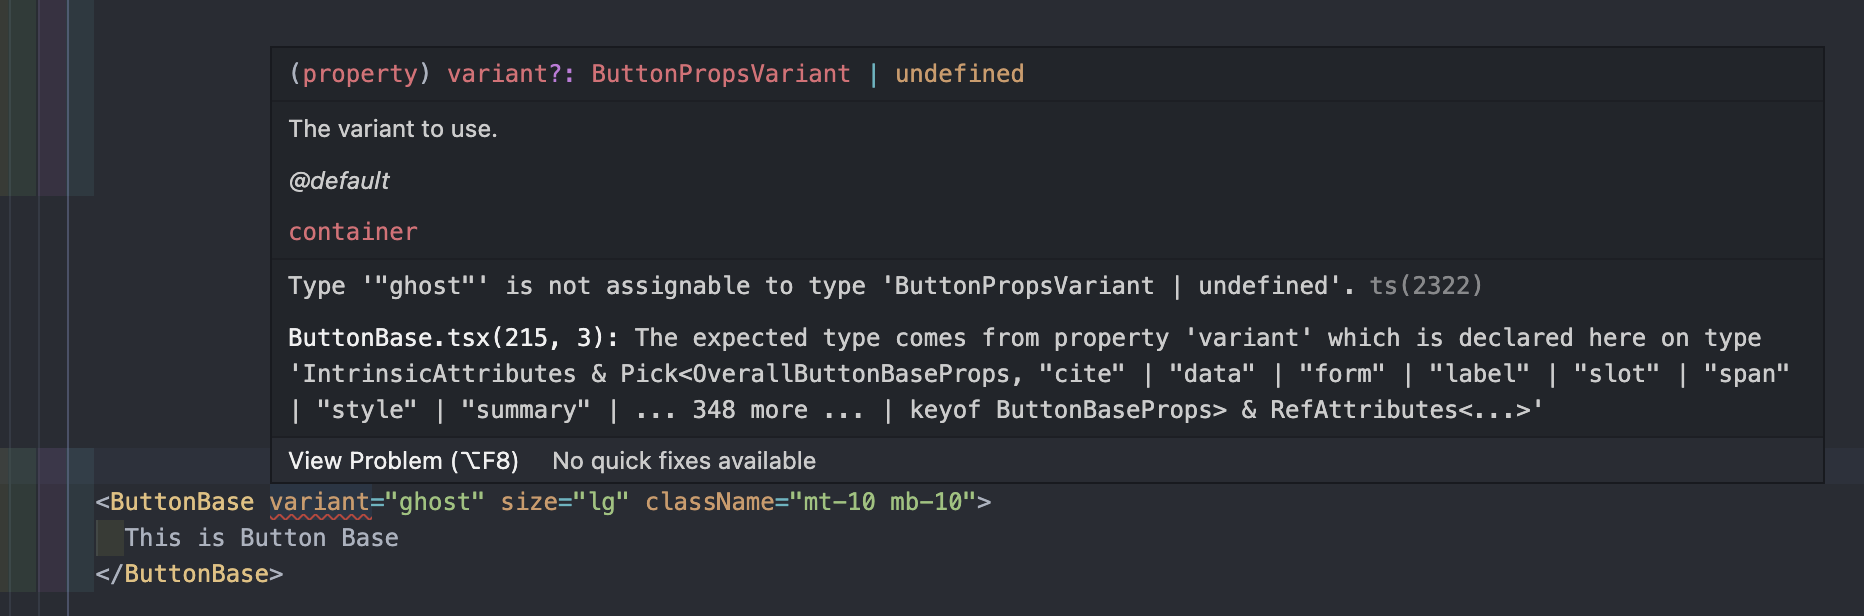 (property) variant?: ButtonPropsVariant | undefined
The variant to use.
@default
container
Type '"ghost"' is not assignable to type 'ButtonPropsVariant | undefined'. ts(2322)
ButtonBase.tsx(215, 3): The expected type comes from property 'variant' which is declared here on type
'IntrinsicAttributes & Pick<OverallButtonBaseProps, "cite" | "data" | "form" | "label" | "slot" | "span"
| "style" | "summary" | ... 348 more ... | keyof ButtonBaseProps> & RefAttributes<...>'
View Problem (⌥F8) No quick fixes available
<ButtonBase variant="ghost" size="lg" className="mt-10 mb-10">
This is Button Base
</ButtonBase>